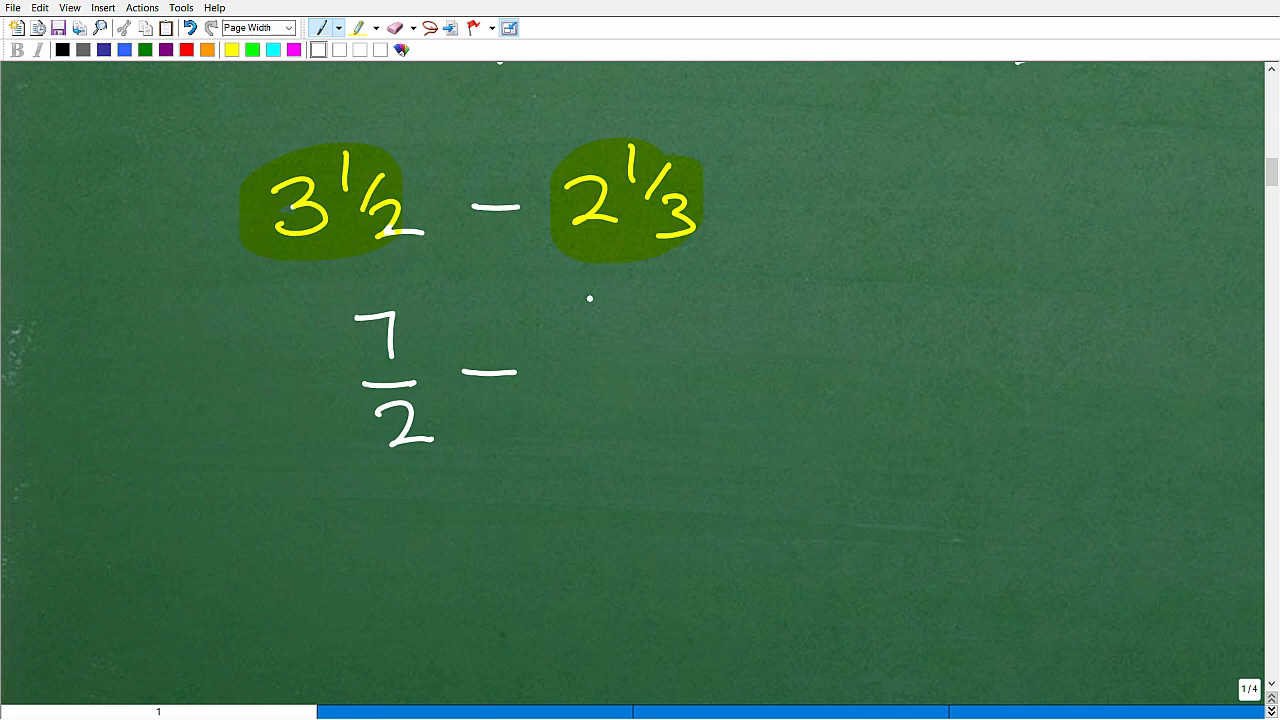 File Edit View Insert Actions Tools Help
Page Width
B I
3 1/2 - 2 1/3
7/2 -
1 / 4
1